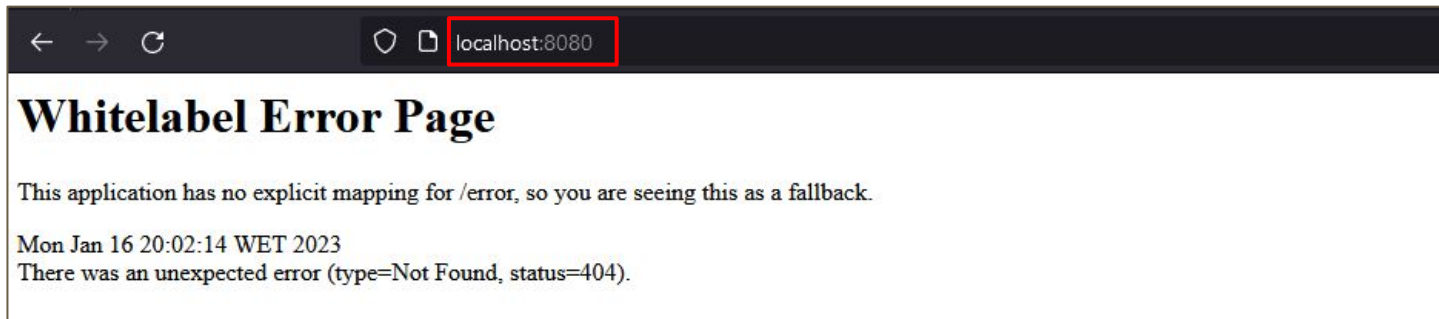 localhost:8080
Whitelabel Error Page
This application has no explicit mapping for /error, so you are seeing this as a fallback.
Mon Jan 16 20:02:14 WET 2023
There was an unexpected error (type=Not Found, status=404).